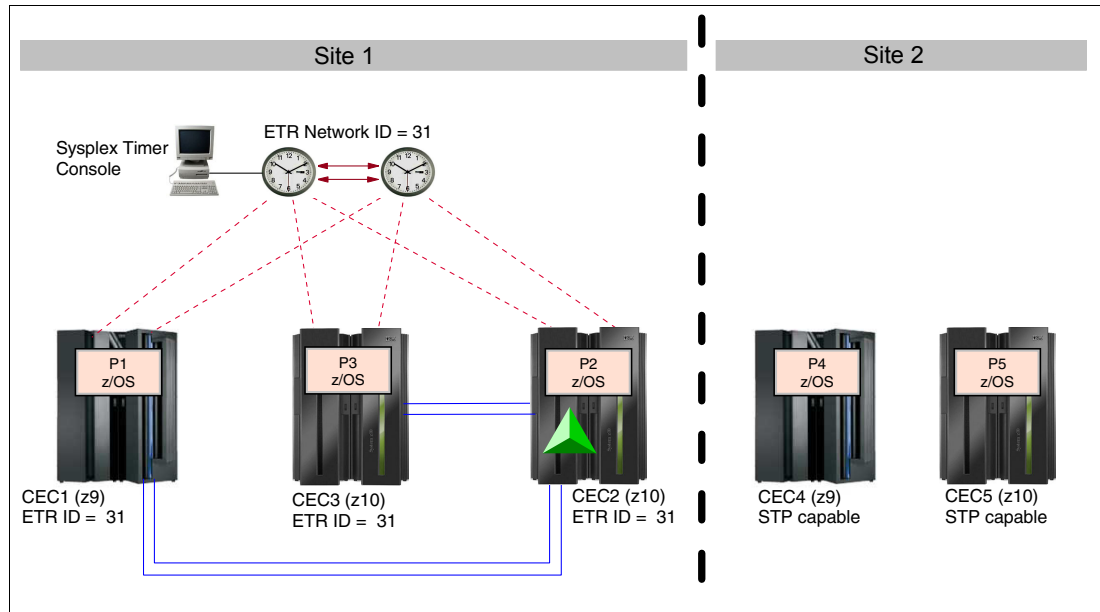 Site 1
Site 2
ETR Network ID = 31
Sysplex Timer
Console
P1
z/OS
P3
z/OS
P2
z/OS
P4
z/OS
P5
z/OS
CEC1 (z9)
ETR ID = 31
CEC3 (z10)
ETR ID = 31
CEC2 (z10)
ETR ID = 31
CEC4 (z9)
STP capable
CEC5 (z10)
STP capable